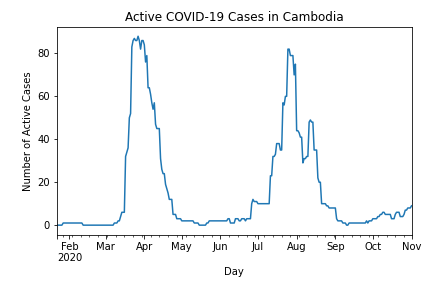 Active COVID-19 Cases in Cambodia
Number of Active Cases
80
60
40
20
0
Feb Mar Apr May Jun Jul Aug Sep Oct Nov
2020
Day